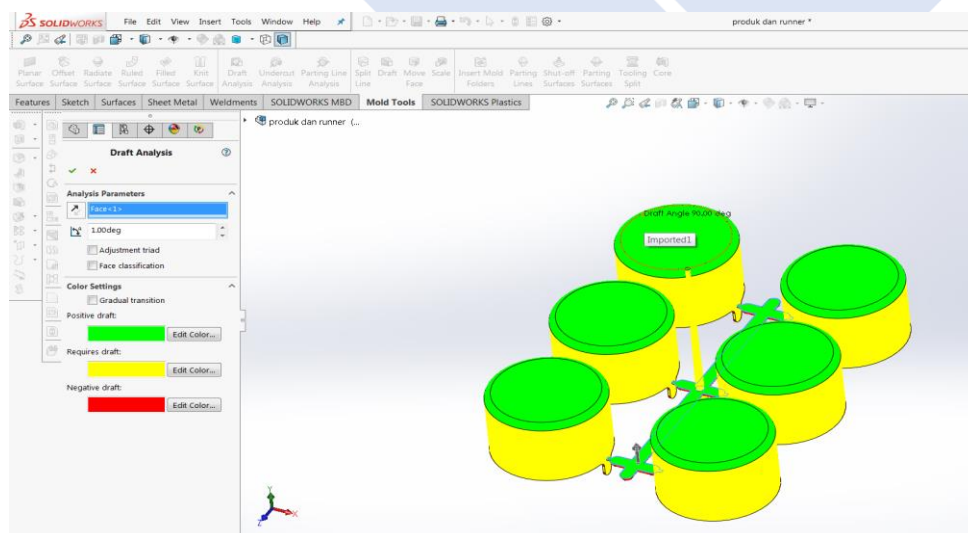 SOLIDWORKS File Edit View Insert Tools Window Help produk dan runner *
Planar Surface Offset Surface Radiate Surface Ruled Surface Filled Surface Knit Surface Draft Analysis Undercut Analysis Parting Line Analysis Split Line Draft Move Face Scale Insert Mold Folders Parting Lines Shut-off Surfaces Parting Surfaces Tooling Split Core
Features Sketch Surfaces Sheet Metal Weldments SOLIDWORKS MBD Mold Tools SOLIDWORKS Plastics
produk dan runner (...
Draft Analysis
Analysis Parameters
Face<1>
1.00deg
Adjustment triad
Face classification
Color Settings
Gradual transition
Positive draft:
Edit Color...
Requires draft:
Edit Color...
Negative draft:
Edit Color...
Draft Angle 90.00 deg
Imported1
Y
X
Z